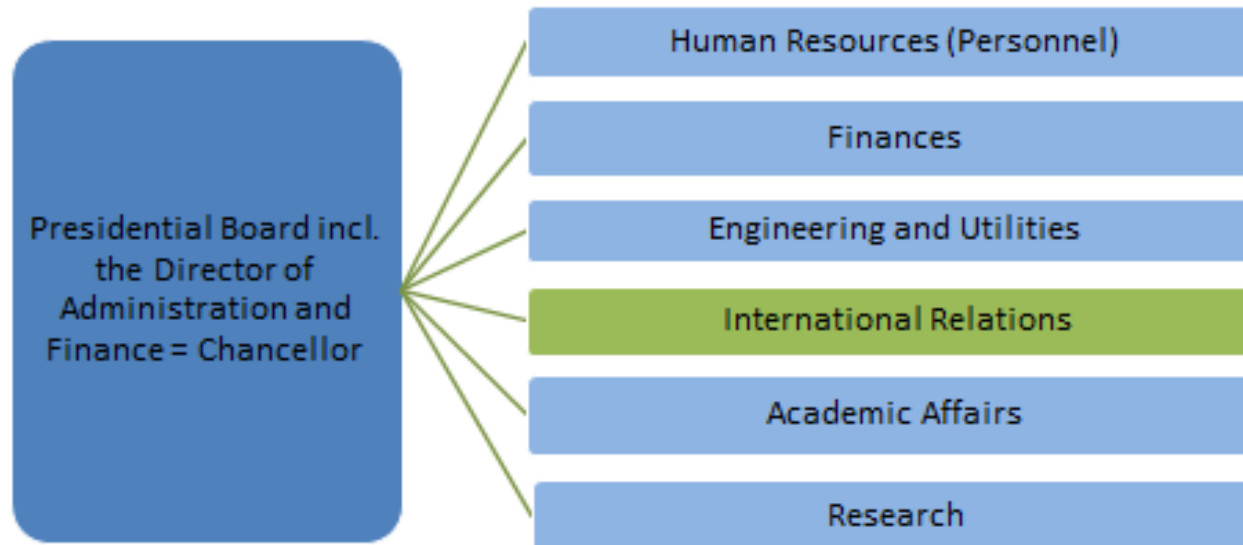 Presidential Board incl.
the Director of
Administration and
Finance = Chancellor
Human Resources (Personnel)
Finances
Engineering and Utilities
International Relations
Academic Affairs
Research